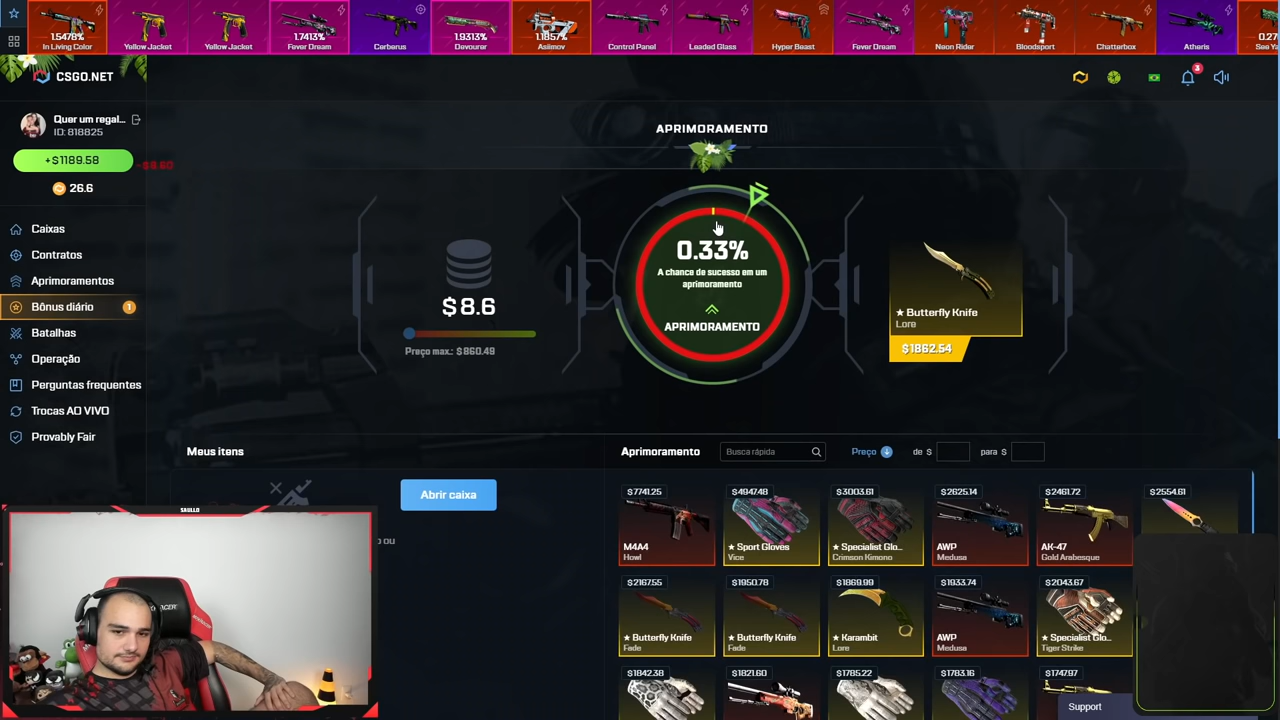 1.5478%
In Living Color
Yellow Jacket
Yellow Jacket
1.7413%
Fever Dream
Cerberus
1.9313%
Devourer
Asiimov
Control Panel
Leaded Glass
Hyper Beast
Fever Dream
Neon Rider
Bloodsport
Chatterbox
Atheris
CSGO.NET
Quer um regal...
ID: 818825
+$1189.58
-$8.60
26.6
Caixas
Contratos
Aprimoramentos
Bônus diário
1
Batalhas
Operação
Perguntas frequentes
Trocas AO VIVO
Provably Fair
3
APRIMORAMENTO
$8.6
Preço max.: $860.49
0.33%
A chance de sucesso em um
aprimoramento
APRIMORAMENTO
★ Butterfly Knife
Lore
$1862.54
Meus itens
Abrir caixa
ou
Aprimoramento
Busca rápida
Preço
de $
para $
$7741.25
M4A4
Howl
$4947.48
★ Sport Gloves
Vice
$3003.61
★ Specialist Glo...
Crimson Kimono
$2625.14
AWP
Medusa
$2461.72
AK-47
Gold Arabesque
$2554.61
$2167.55
★ Butterfly Knife
Fade
$1950.78
★ Butterfly Knife
Fade
$1869.99
★ Karambit
Lore
$1933.74
AWP
Medusa
$2043.67
★ Specialist Glo...
Tiger Strike
$1842.38
$1821.60
$1785.22
$1783.16
$1747.97
Support
SAULLO